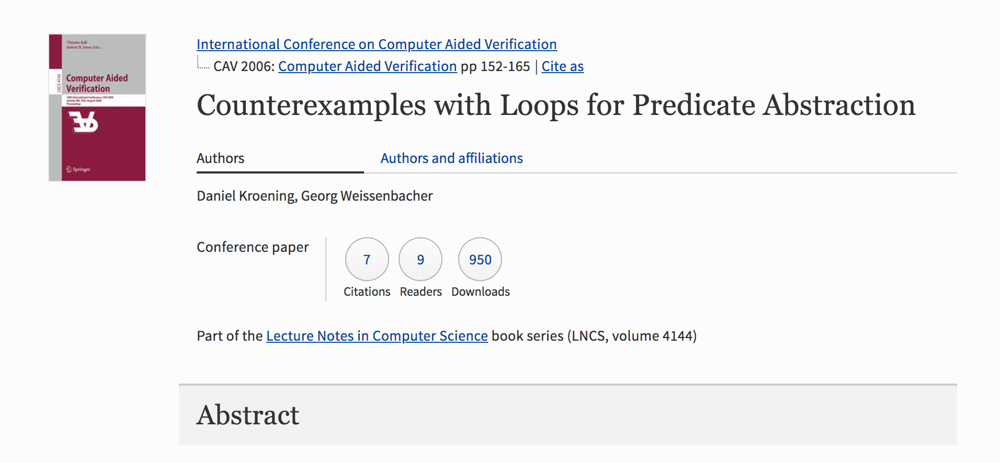 Thomas Ball
Robert B. Jones (Eds.)
LNCS 4144
Computer Aided
Verification
18th International Conference, CAV 2006
Seattle, WA, USA, August 2006
Proceedings
Springer
International Conference on Computer Aided Verification
CAV 2006: Computer Aided Verification pp 152-165 | Cite as
Counterexamples with Loops for Predicate Abstraction
Authors Authors and affiliations
Daniel Kroening, Georg Weissenbacher
Conference paper
7 9 950
Citations Readers Downloads
Part of the Lecture Notes in Computer Science book series (LNCS, volume 4144)
Abstract